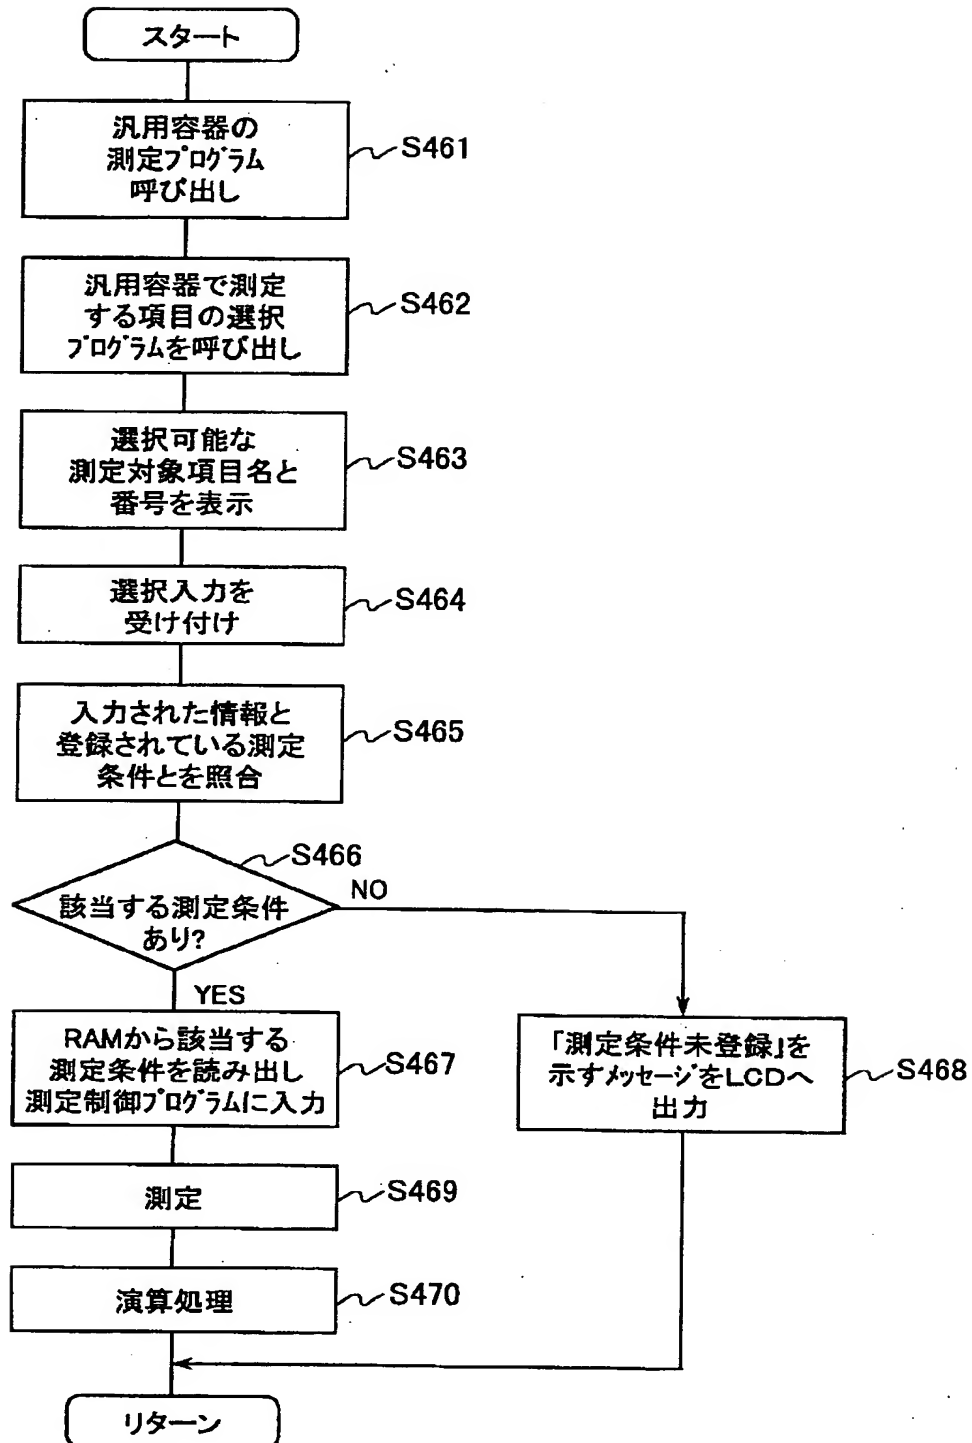 スタート
汎用容器の
測定プログラム
呼び出し
S461
汎用容器で測定
する項目の選択
プログラムを呼び出し
S462
選択可能な
測定対象項目名と
番号を表示
S463
選択入力を
受け付け
S464
入力された情報と
登録されている測定
条件とを照合
S465
S466
該当する測定条件
あり?
NO
YES
RAMから該当する
測定条件を読み出し
測定制御プログラムに入力
S467
「測定条件未登録」を
示すメッセージをLCDへ
出力
S468
測定
S469
演算処理
S470
リターン